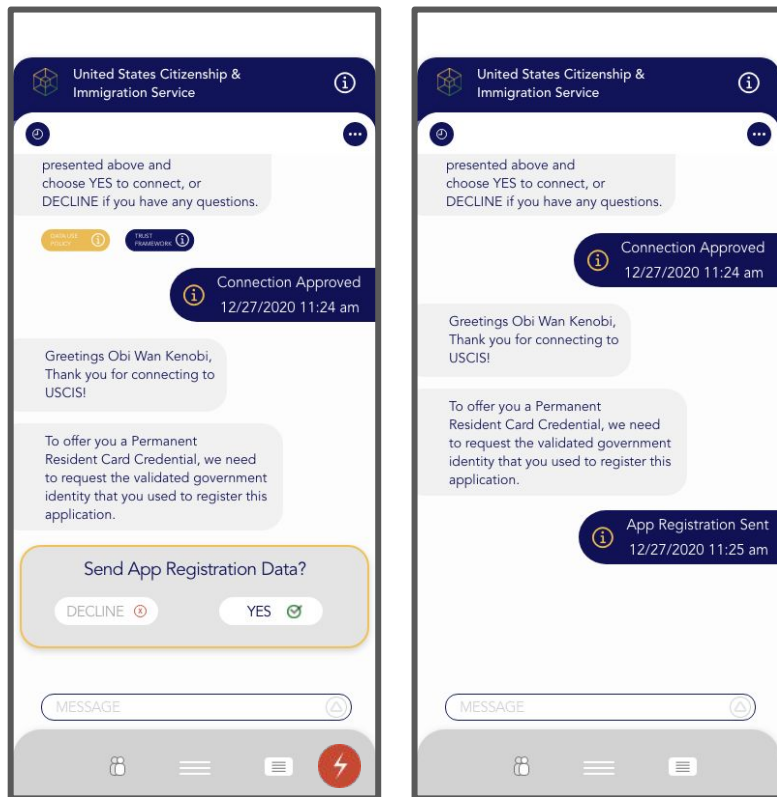 United States Citizenship &
Immigration Service
presented above and
choose YES to connect, or
DECLINE if you have any questions.
DATA USE
POLICY
TRUST
FRAMEWORK
Connection Approved
12/27/2020 11:24 am
Greetings Obi Wan Kenobi,
Thank you for connecting to
USCIS!
To offer you a Permanent
Resident Card Credential, we need
to request the validated government
identity that you used to register this
application.
Send App Registration Data?
DECLINE
YES
MESSAGE
United States Citizenship &
Immigration Service
presented above and
choose YES to connect, or
DECLINE if you have any questions.
Connection Approved
12/27/2020 11:24 am
Greetings Obi Wan Kenobi,
Thank you for connecting to
USCIS!
To offer you a Permanent
Resident Card Credential, we need
to request the validated government
identity that you used to register this
application.
App Registration Sent
12/27/2020 11:25 am
MESSAGE